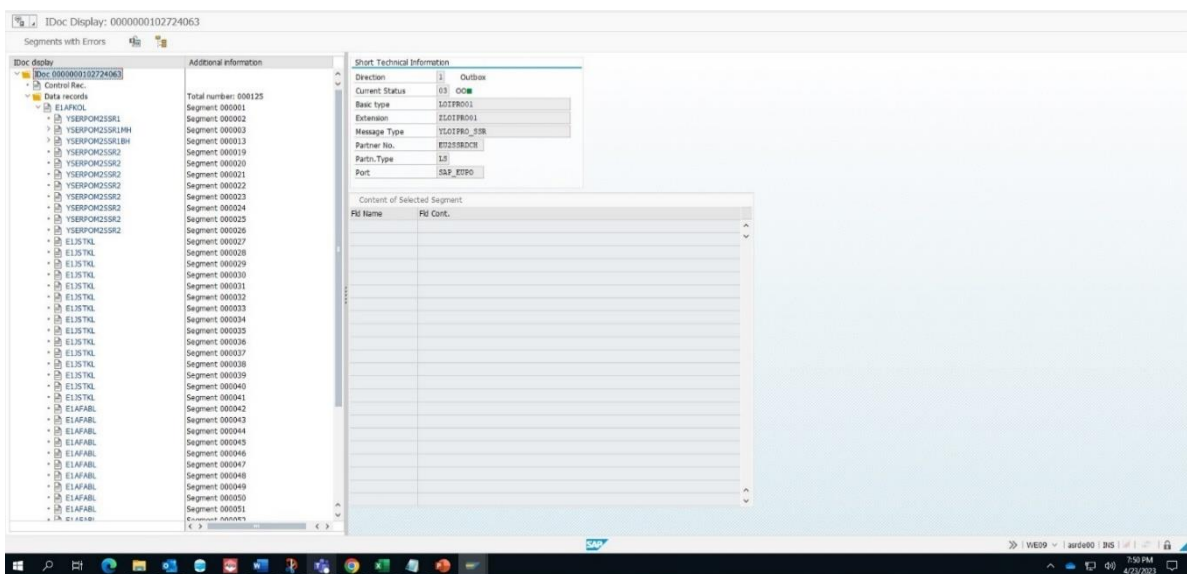 IDoc Display: 0000000102724063
Segments with Errors
IDoc display Additional information
IDoc 0000000102724063
Control Rec.
Data records Total number: 000125
E1AFKOL Segment 000001
YSERPOM2SSR1 Segment 000002
YSERPOM2SSR1MH Segment 000003
YSERPOM2SSR1BH Segment 000013
YSERPOM2SSR2 Segment 000019
YSERPOM2SSR2 Segment 000020
YSERPOM2SSR2 Segment 000021
YSERPOM2SSR2 Segment 000022
YSERPOM2SSR2 Segment 000023
YSERPOM2SSR2 Segment 000024
YSERPOM2SSR2 Segment 000025
YSERPOM2SSR2 Segment 000026
E1JSTKL Segment 000027
E1JSTKL Segment 000028
E1JSTKL Segment 000029
E1JSTKL Segment 000030
E1JSTKL Segment 000031
E1JSTKL Segment 000032
E1JSTKL Segment 000033
E1JSTKL Segment 000034
E1JSTKL Segment 000035
E1JSTKL Segment 000036
E1JSTKL Segment 000037
E1JSTKL Segment 000038
E1JSTKL Segment 000039
E1JSTKL Segment 000040
E1JSTKL Segment 000041
E1AFABL Segment 000042
E1AFABL Segment 000043
E1AFABL Segment 000044
E1AFABL Segment 000045
E1AFABL Segment 000046
E1AFABL Segment 000047
E1AFABL Segment 000048
E1AFABL Segment 000049
E1AFABL Segment 000050
E1AFABL Segment 000051
E1AFABL Segment 000052
Short Technical Information
Direction 1 Outbox
Current Status 03
Basic type LOIPRO01
Extension ZLOIPRO01
Message Type YLOIPRO_SSR
Partner No. EU2SSRDCH
Partn.Type LS
Port SAP_EUPO
Content of Selected Segment
Fld Name Fld Cont.
SAP
WE09 INS
7:50 PM
4/23/2023